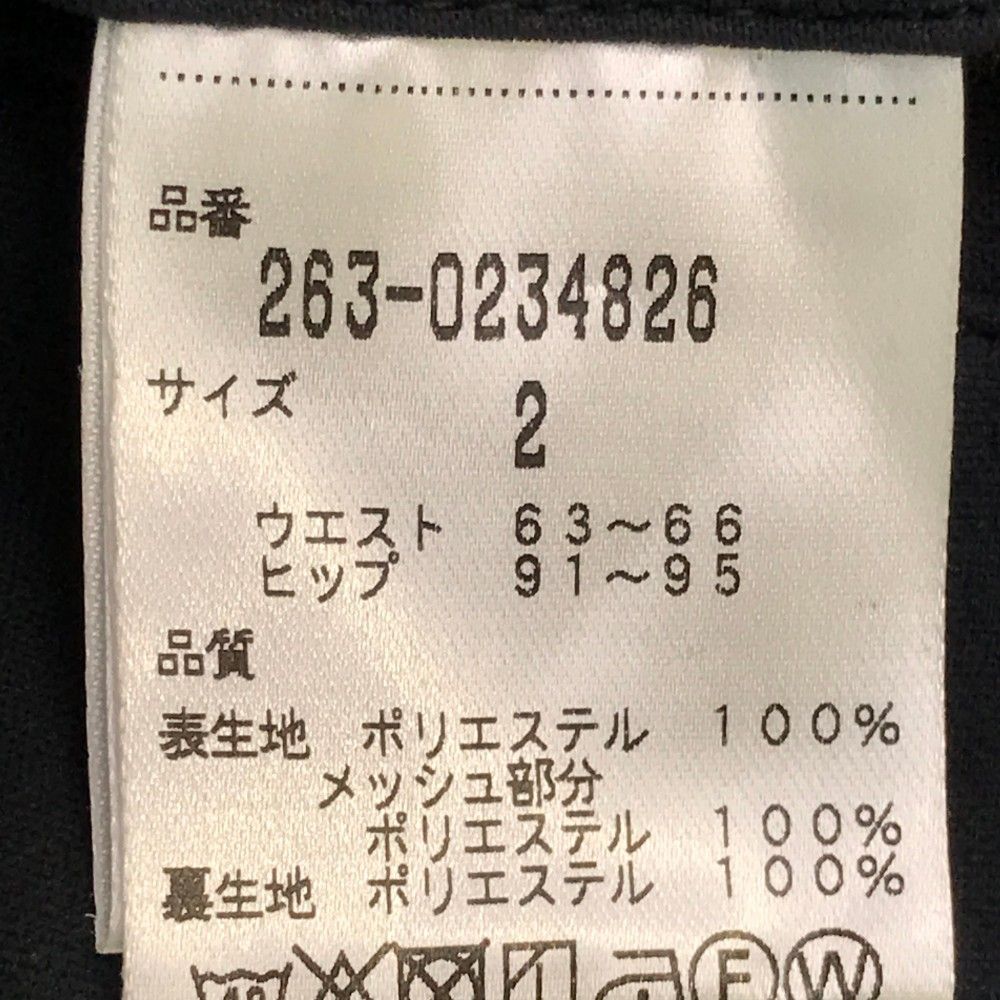 品番
263-0234826
サイズ
2
ウエスト 63～66
ヒップ 91～95
品質
表生地 ポリエステル 100%
メッシュ部分
ポリエステル 100%
裏生地 ポリエステル 100%
40 F W